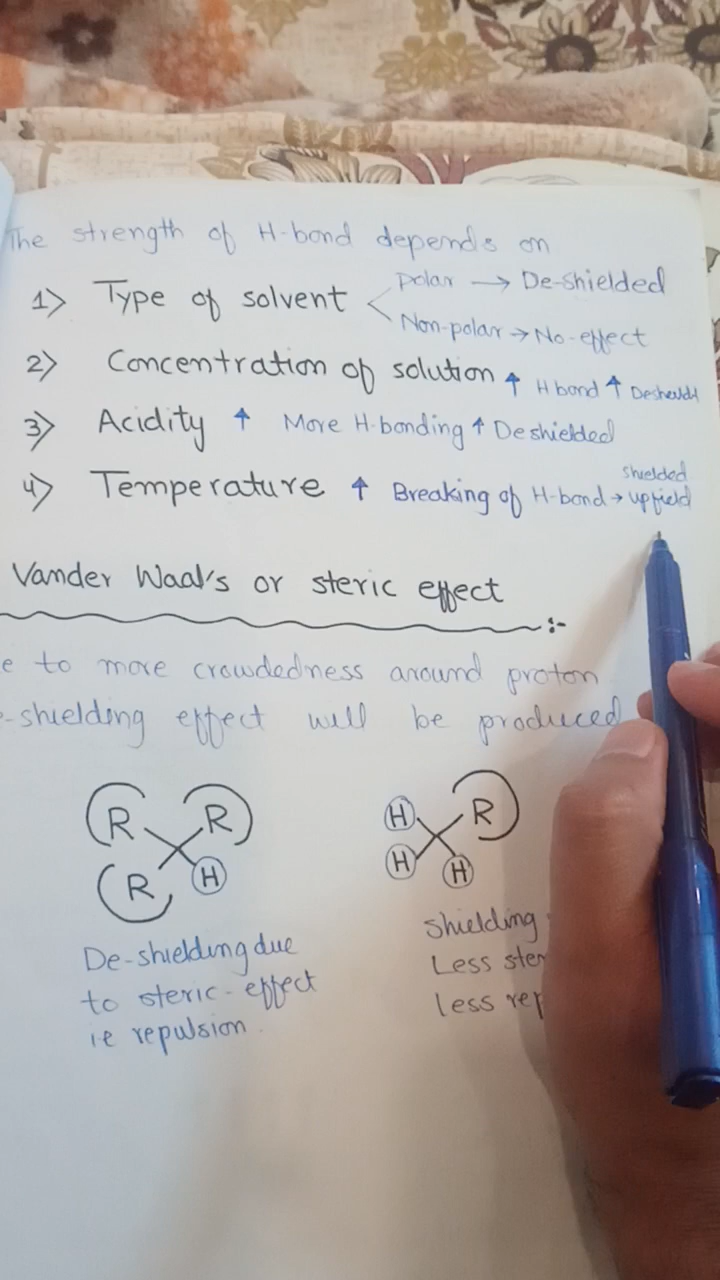 The strength of H-bond depends on
1> Type of solvent < Polar → De-shielded
Non-polar → No-effect
2> Concentration of solution ↑ H bond ↑
3> Acidity ↑ More H-bonding ↑ Deshielded
shielded
4> Temperature ↑ Breaking of H-bond → upfield
Vander Waal's or steric effect :-
e to more crowdedness around proton
e-shielding effect will be produced
R R
R H
H R
H H
De-shielding due
to steric-effect
i.e repulsion.
Shielding
Less ster
less rep